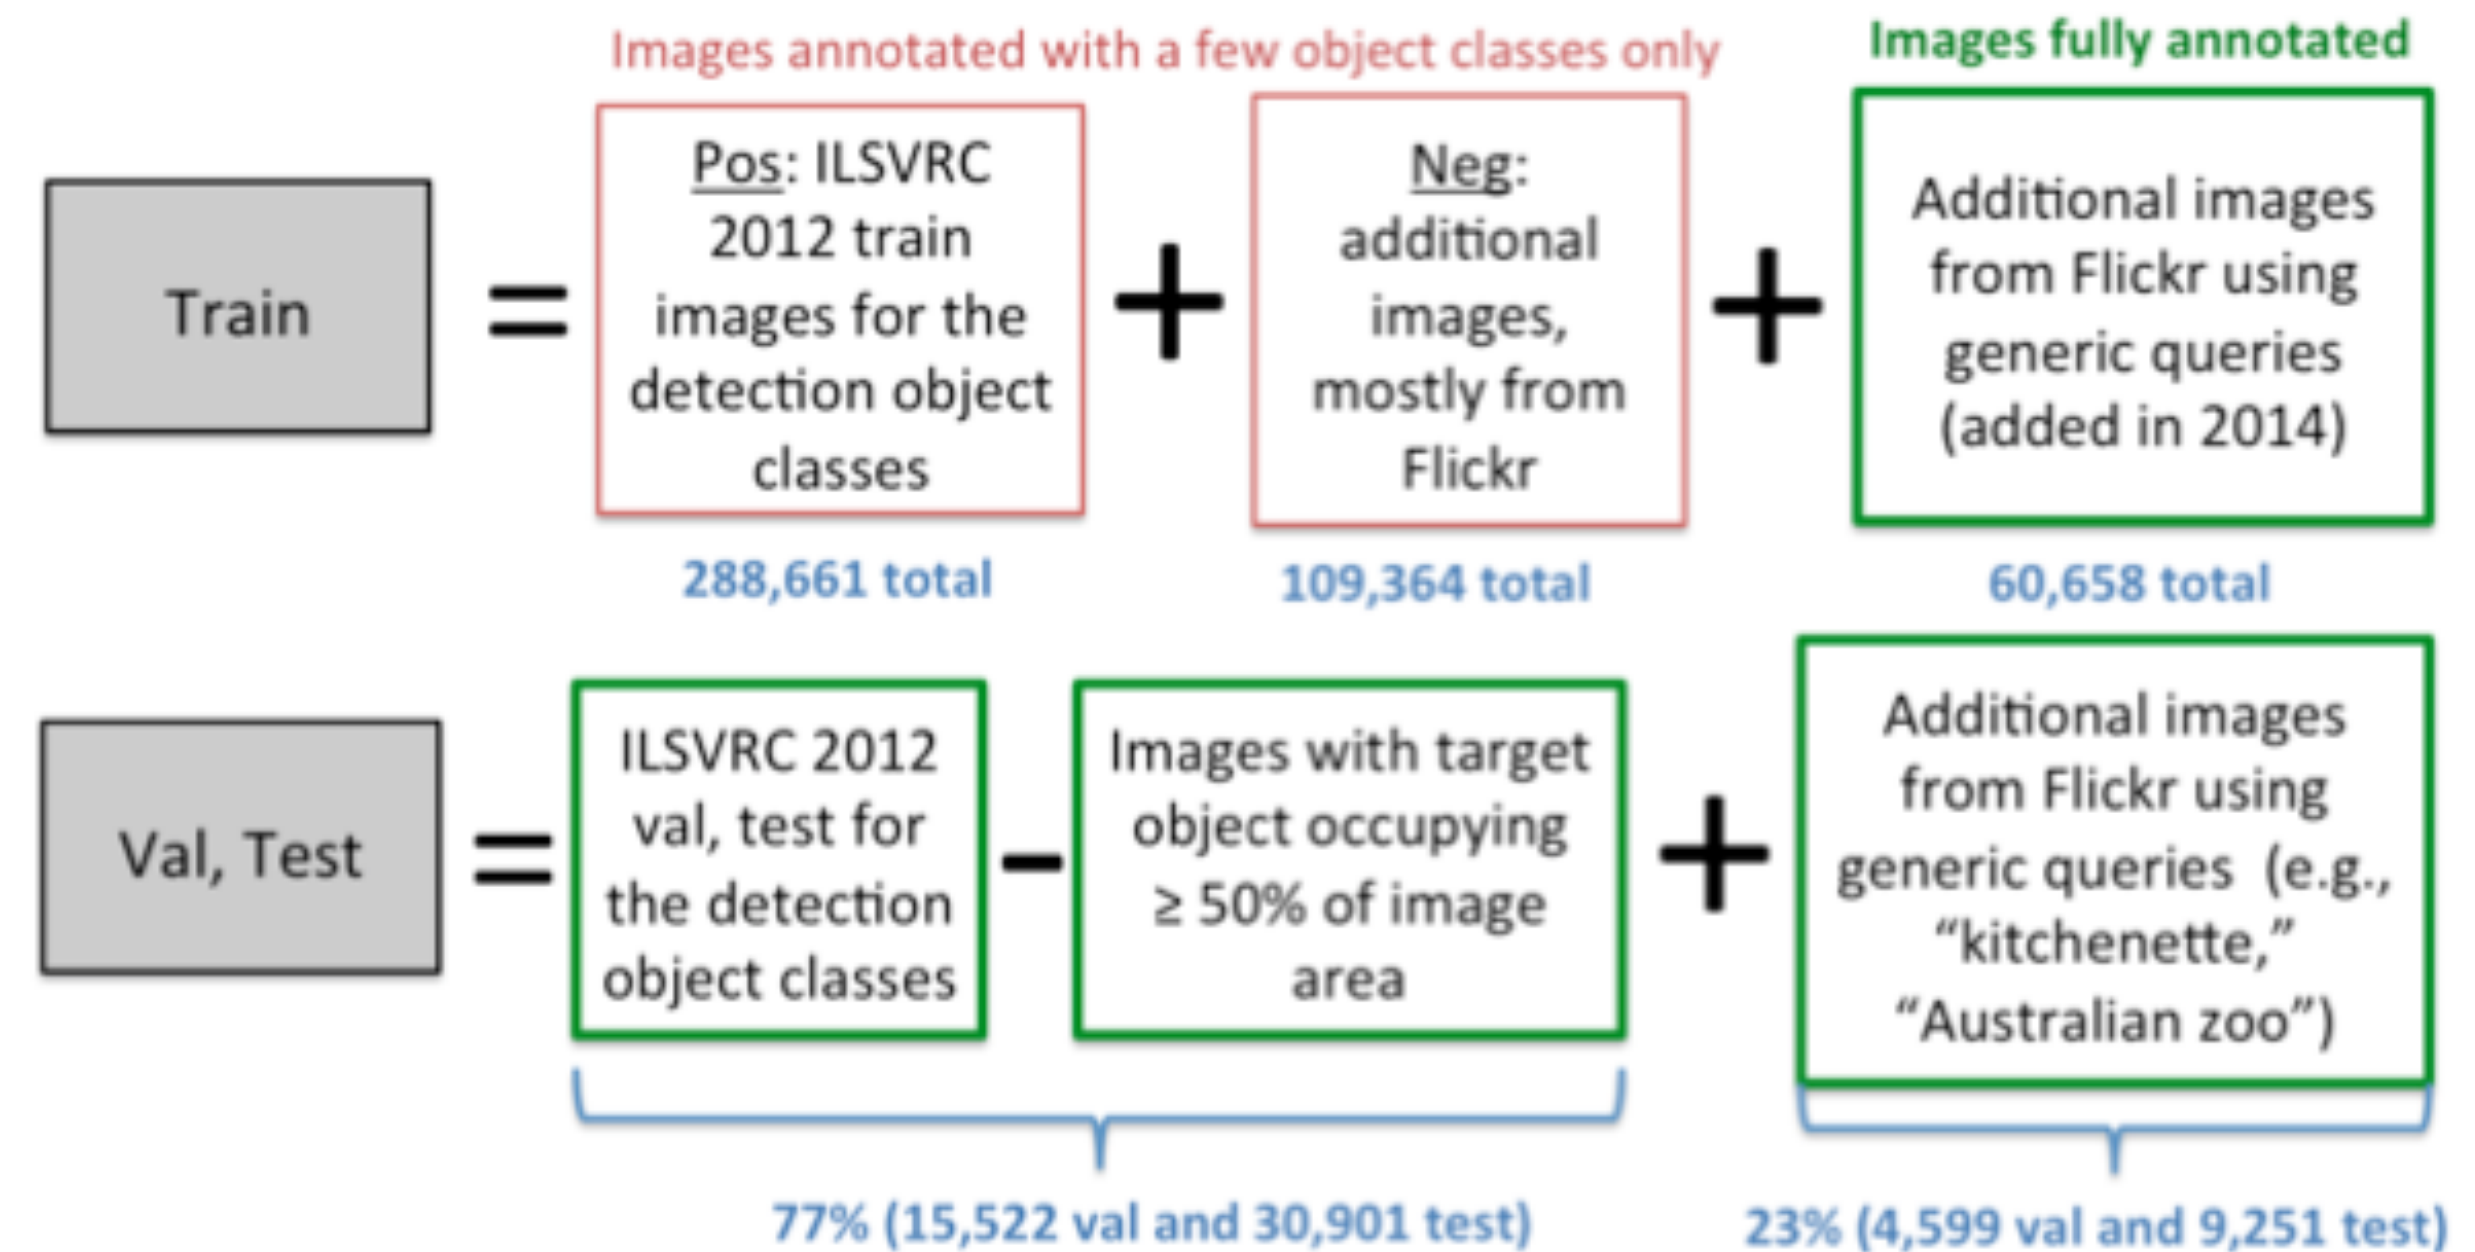 Images annotated with a few object classes only
Images fully annotated
Train
=
Pos: ILSVRC
2012 train
images for the
detection object
classes
+
Neg:
additional
images,
mostly from
Flickr
+
Additional images
from Flickr using
generic queries
(added in 2014)
288,661 total
109,364 total
60,658 total
Val, Test
=
ILSVRC 2012
val, test for
the detection
object classes
-
Images with target
object occupying
≥ 50% of image
area
+
Additional images
from Flickr using
generic queries (e.g.,
“kitchenette,”
“Australian zoo”)
77% (15,522 val and 30,901 test)
23% (4,599 val and 9,251 test)